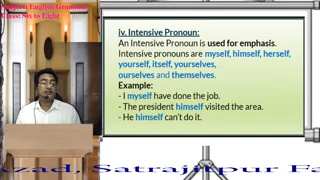 Subject: English Grammar
Class: Six to Eight
iv. Intensive Pronoun:
An Intensive Pronoun is used for emphasis.
Intensive pronouns are myself, himself, herself,
yourself, itself, yourselves,
ourselves and themselves.
Example:
- I myself have done the job.
- The president himself visited the area.
- He himself can't do it.
zad, Satrajitpur Fa